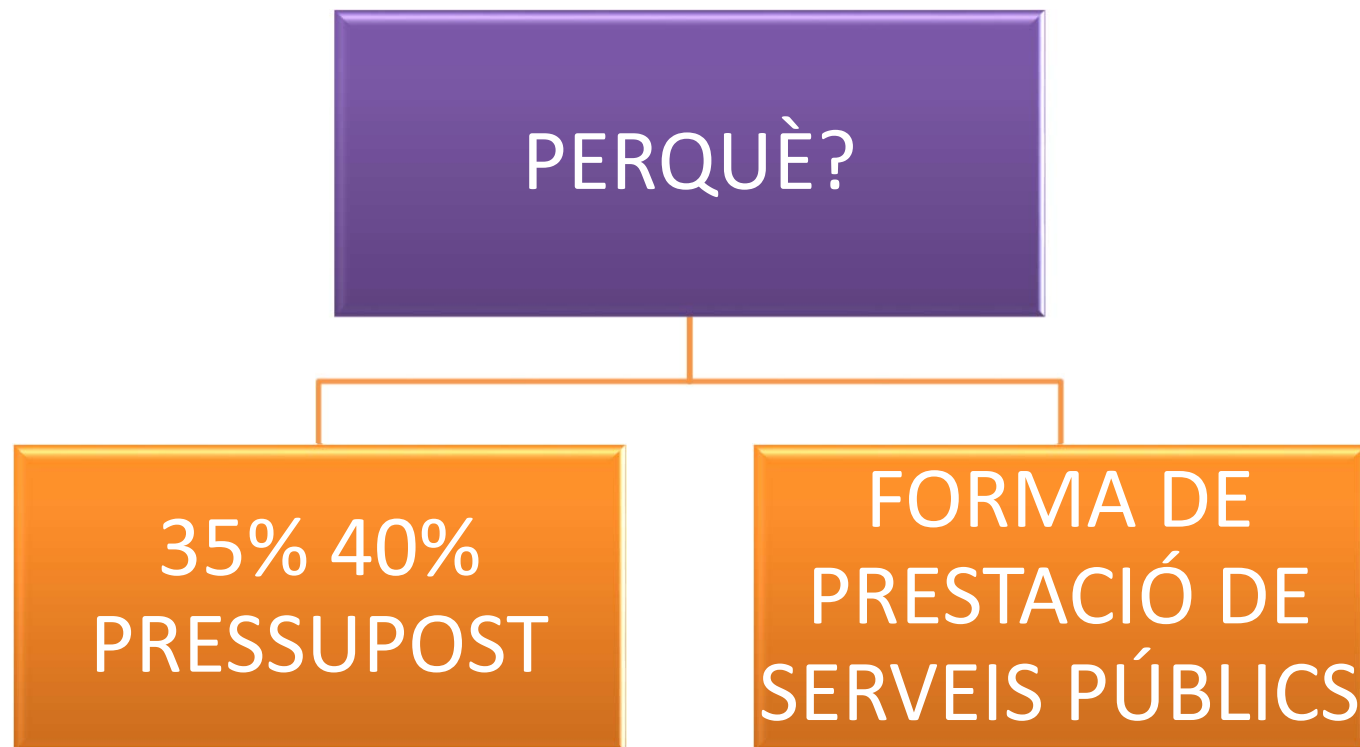 PERQUÈ?
35% 40%
PRESSUPOST
FORMA DE
PRESTACIÓ DE
SERVEIS PÚBLICS